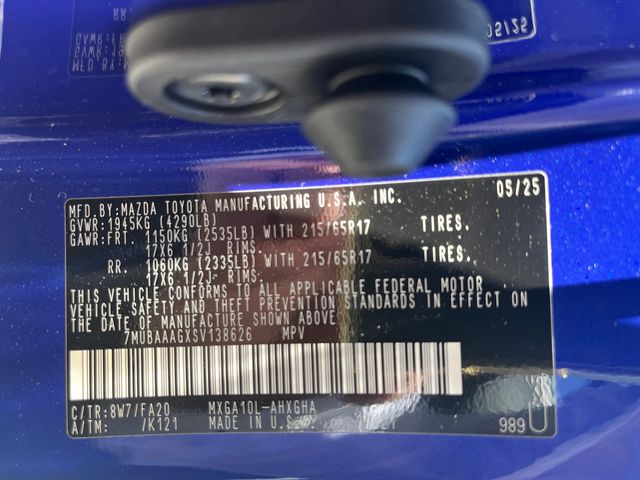 05/25
MFD.BY:MAZDA TOYOTA MANUFACTURING U.S.A. INC. 05/25
GVWR:1945KG (4290LB)
GAWR:FRT. 1150KG (2535LB) WITH 215/65R17 TIRES.
17X6 1/2J RIMS
RR. 1060KG (2335LB) WITH 215/65R17 TIRES.
17X6 1/2J RIMS
THIS VEHICLE CONFORMS TO ALL APPLICABLE FEDERAL MOTOR
VEHICLE SAFETY AND THEFT PREVENTION STANDARDS IN EFFECT ON
THE DATE OF MANUFACTURE SHOWN ABOVE
7MUBAAAGXSV138626 MPV
C/TR:8W7/FA20 MXGA10L-AHXGHA
A/TM: /K121 MADE IN U.S.A. 989